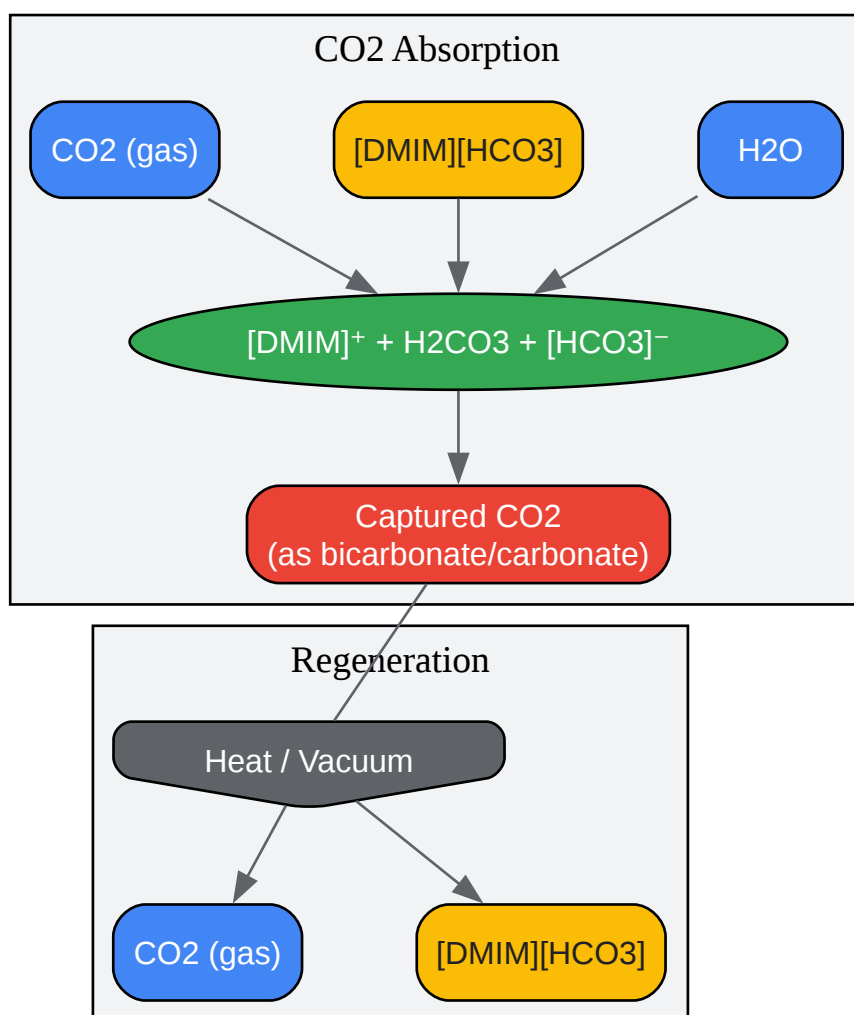 CO2 Absorption
CO2 (gas)
[DMIM][HCO3]
H2O
[DMIM]⁺ + H2CO3 + [HCO3]⁻
Captured CO2
(as bicarbonate/carbonate)
Regeneration
Heat / Vacuum
CO2 (gas)
[DMIM][HCO3]